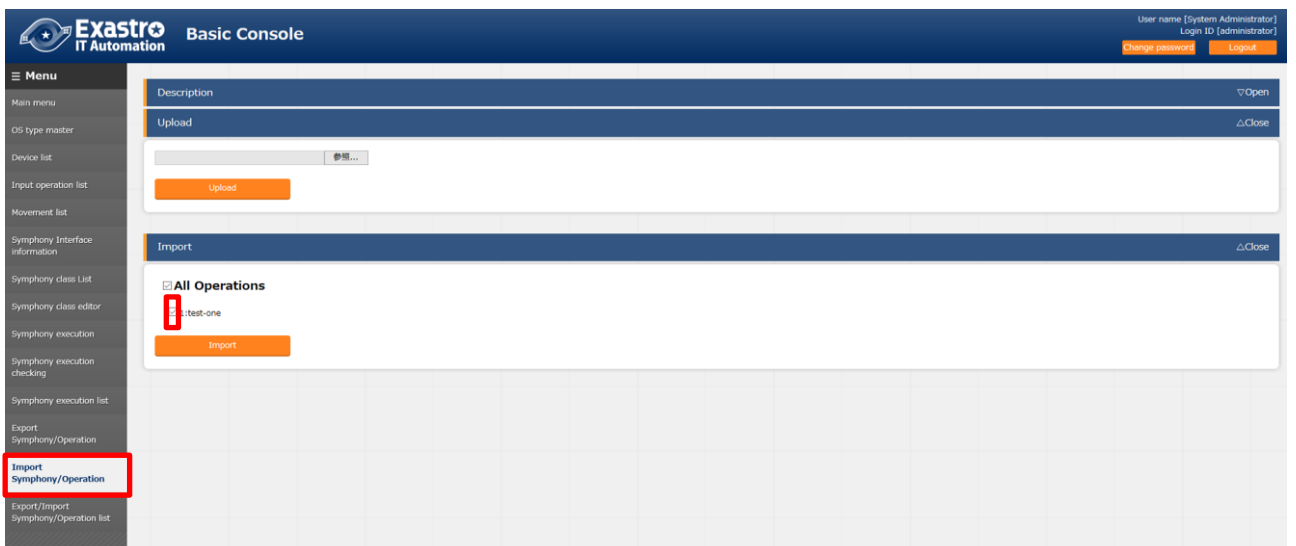 Exastro
IT Automation
Basic Console
User name [System Administrator]
Login ID [administrator]
Change password
Logout
☰ Menu
Main menu
OS type master
Device list
Input operation list
Movement list
Symphony Interface
information
Symphony class List
Symphony class editor
Symphony execution
Symphony execution
checking
Symphony execution list
Export
Symphony/Operation
Import
Symphony/Operation
Export/Import
Symphony/Operation list
Description
▽Open
Upload
△Close
参照...
Upload
Import
△Close
All Operations
1:test-one
Import